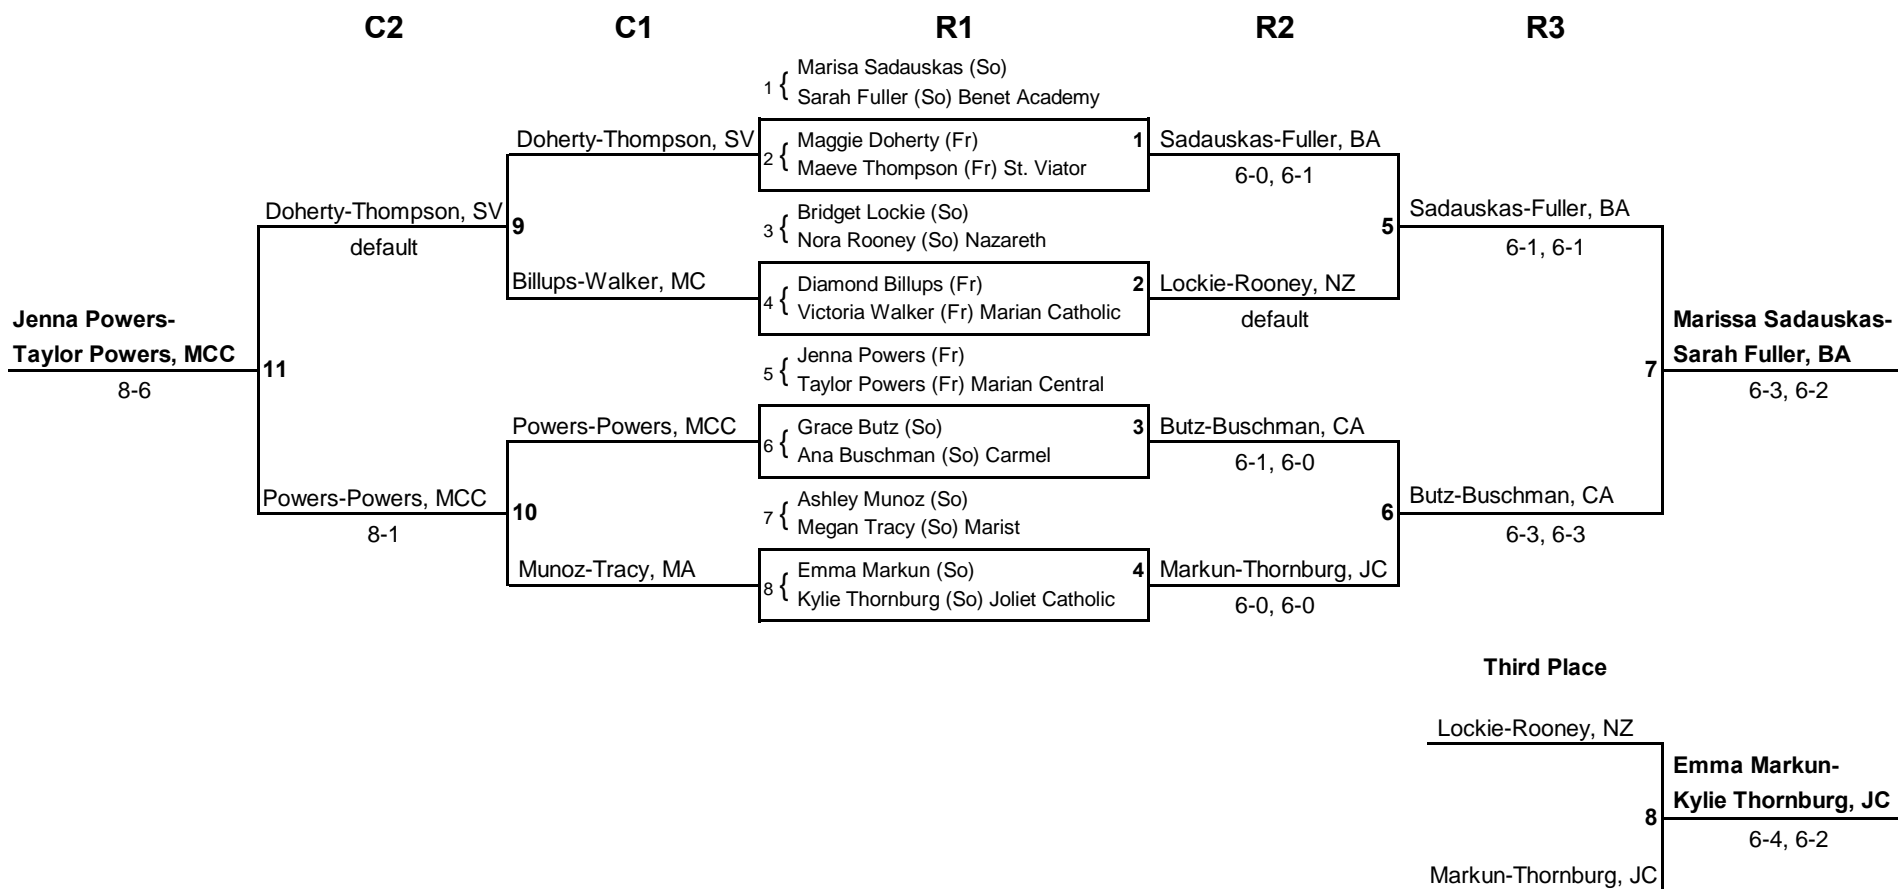 C2 C1 R1 R2 R3
Marisa Sadauskas (So)
1 {
Sarah Fuller (So) Benet Academy
Doherty-Thompson, SV
Maggie Doherty (Fr)
1
Sadauskas-Fuller, BA
2 {
Maeve Thompson (Fr) St. Viator
6-0, 6-1
Doherty-Thompson, SV
Bridget Lockie (So)
Sadauskas-Fuller, BA
9
3 {
5
default
Nora Rooney (So) Nazareth
6-1, 6-1
Billups-Walker, MC
Diamond Billups (Fr)
2
Lockie-Rooney, NZ
4 {
Victoria Walker (Fr) Marian Catholic
default
Jenna Powers-
Taylor Powers, MCC
Marissa Sadauskas-
Sarah Fuller, BA
Jenna Powers (Fr)
11
5 {
7
Taylor Powers (Fr) Marian Central
8-6
6-3, 6-2
Powers-Powers, MCC
Grace Butz (So)
3
Butz-Buschman, CA
6 {
Ana Buschman (So) Carmel
6-1, 6-0
Powers-Powers, MCC
Ashley Munoz (So)
Butz-Buschman, CA
10
7 {
6
8-1
Megan Tracy (So) Marist
6-3, 6-3
Munoz-Tracy, MA
Emma Markun (So)
4
Markun-Thornburg, JC
8 {
Kylie Thornburg (So) Joliet Catholic
6-0, 6-0
Third Place
Lockie-Rooney, NZ
Emma Markun-
Kylie Thornburg, JC
8
6-4, 6-2
Markun-Thornburg, JC